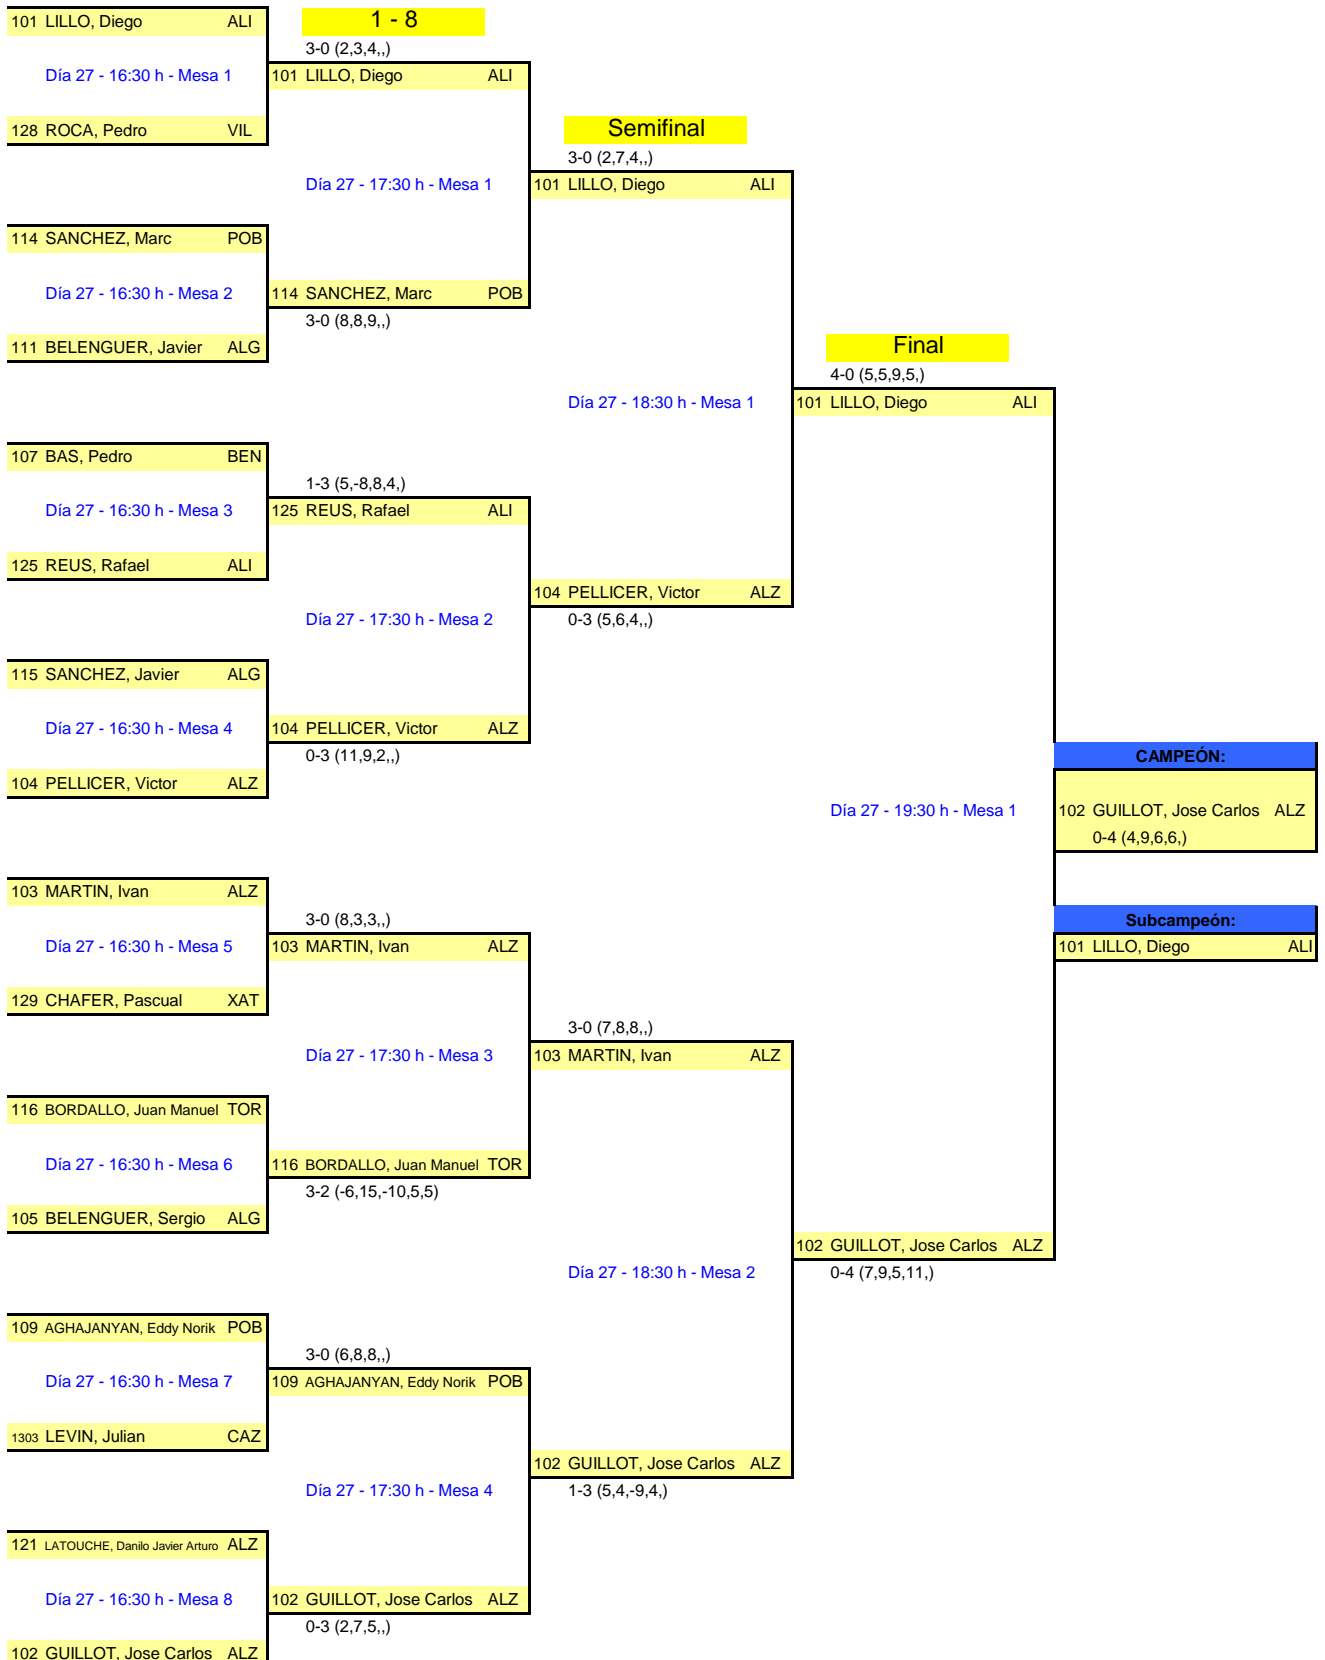 101 LILLO, Diego ALI
1 - 8
3-0 (2,3,4,,)
Día 27 - 16:30 h - Mesa 1
101 LILLO, Diego ALI
128 ROCA, Pedro VIL
Semifinal
3-0 (2,7,4,,)
Día 27 - 17:30 h - Mesa 1
101 LILLO, Diego ALI
114 SANCHEZ, Marc POB
Día 27 - 16:30 h - Mesa 2
114 SANCHEZ, Marc POB
3-0 (8,8,9,,)
111 BELENGUER, Javier ALG
Final
4-0 (5,5,9,5,)
Día 27 - 18:30 h - Mesa 1
101 LILLO, Diego ALI
107 BAS, Pedro BEN
1-3 (5,-8,8,4,)
Día 27 - 16:30 h - Mesa 3
125 REUS, Rafael ALI
125 REUS, Rafael ALI
104 PELLICER, Victor ALZ
Día 27 - 17:30 h - Mesa 2
0-3 (5,6,4,,)
115 SANCHEZ, Javier ALG
Día 27 - 16:30 h - Mesa 4
104 PELLICER, Victor ALZ
0-3 (11,9,2,,)
CAMPEÓN:
104 PELLICER, Victor ALZ
Día 27 - 19:30 h - Mesa 1
102 GUILLOT, Jose Carlos ALZ
0-4 (4,9,6,6,)
103 MARTIN, Ivan ALZ
3-0 (8,3,3,,)
Subcampeón:
Día 27 - 16:30 h - Mesa 5
103 MARTIN, Ivan ALZ
101 LILLO, Diego ALI
129 CHAFER, Pascual XAT
3-0 (7,8,8,,)
Día 27 - 17:30 h - Mesa 3
103 MARTIN, Ivan ALZ
116 BORDALLO, Juan Manuel TOR
Día 27 - 16:30 h - Mesa 6
116 BORDALLO, Juan Manuel TOR
3-2 (-6,15,-10,5,5)
105 BELENGUER, Sergio ALG
102 GUILLOT, Jose Carlos ALZ
Día 27 - 18:30 h - Mesa 2
0-4 (7,9,5,11,)
109 AGHAJANYAN, Eddy Norik POB
3-0 (6,8,8,,)
Día 27 - 16:30 h - Mesa 7
109 AGHAJANYAN, Eddy Norik POB
1303 LEVIN, Julian CAZ
102 GUILLOT, Jose Carlos ALZ
Día 27 - 17:30 h - Mesa 4
1-3 (5,4,-9,4,)
121 LATOUCHE, Danilo Javier Arturo ALZ
Día 27 - 16:30 h - Mesa 8
102 GUILLOT, Jose Carlos ALZ
0-3 (2,7,5,,)
102 GUILLOT, Jose Carlos ALZ